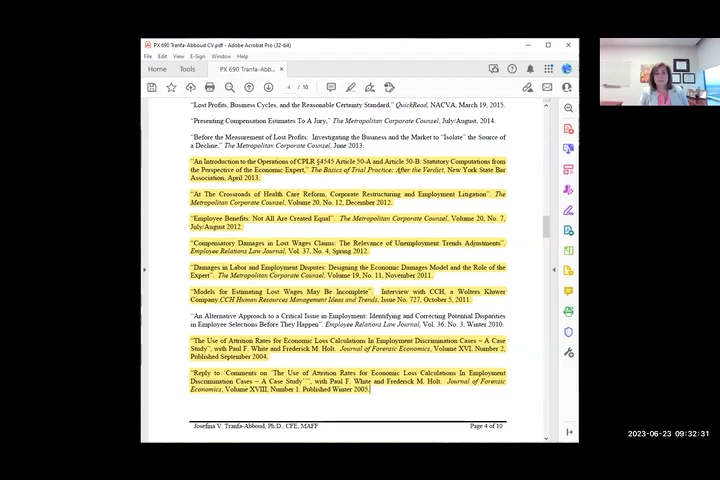 PX 690 Tranfa-Abboud CV.pdf - Adobe Acrobat Pro (32-bit)
File Edit View E-Sign Window Help
Home Tools PX 690 Tranfa-Abb... ×
4 / 10
"Lost Profits, Business Cycles, and the Reasonable Certainty Standard," QuickRead, NACVA, March 19, 2015.
"Presenting Compensation Estimates To A Jury," The Metropolitan Corporate Counsel, July/August, 2014.
"Before the Measurement of Lost Profits: Investigating the Business and the Market to "Isolate" the Source of
a Decline," The Metropolitan Corporate Counsel, June 2013.
"An Introduction to the Operations of CPLR §4545 Article 50-A and Article 50-B: Statutory Computations from
the Perspective of the Economic Expert," The Basics of Trial Practice: After the Verdict, New York State Bar
Association, April 2013.
"At The Crossroads of Health Care Reform, Corporate Restructuring and Employment Litigation". The
Metropolitan Corporate Counsel, Volume 20, No. 12, December 2012.
"Employee Benefits: Not All Are Created Equal". The Metropolitan Corporate Counsel, Volume 20, No. 7,
July/August 2012.
"Compensatory Damages in Lost Wages Claims: The Relevance of Unemployment Trends Adjustments".
Employee Relations Law Journal, Vol. 37, No. 4, Spring 2012.
"Damages in Labor and Employment Disputes: Designing the Economic Damages Model and the Role of the
Expert". The Metropolitan Corporate Counsel, Volume 19, No. 11, November 2011.
"Models for Estimating Lost Wages May Be Incomplete". Interview with CCH, a Wolters Kluwer
Company. CCH Human Resources Management Ideas and Trends, Issue No. 727, October 5, 2011.
"An Alternative Approach to a Critical Issue in Employment: Identifying and Correcting Potential Disparities
in Employee Selections Before They Happen". Employee Relations Law Journal, Vol. 36, No. 3, Winter 2010.
"The Use of Attrition Rates for Economic Loss Calculations In Employment Discrimination Cases – A Case
Study", with Paul F. White and Frederick M. Holt. Journal of Forensic Economics, Volume XVI, Number 2,
Published September 2004.
"Reply to 'Comments on 'The Use of Attrition Rates for Economic Loss Calculations In Employment
Discrimination Cases – A Case Study''", with Paul F. White and Frederick M. Holt. Journal of Forensic
Economics, Volume XVIII, Number 1. Published Winter 2005.
Josefina V. Tranfa-Abboud, Ph.D., CFE, MAFF Page 4 of 10
2023-06-23 09:32:31